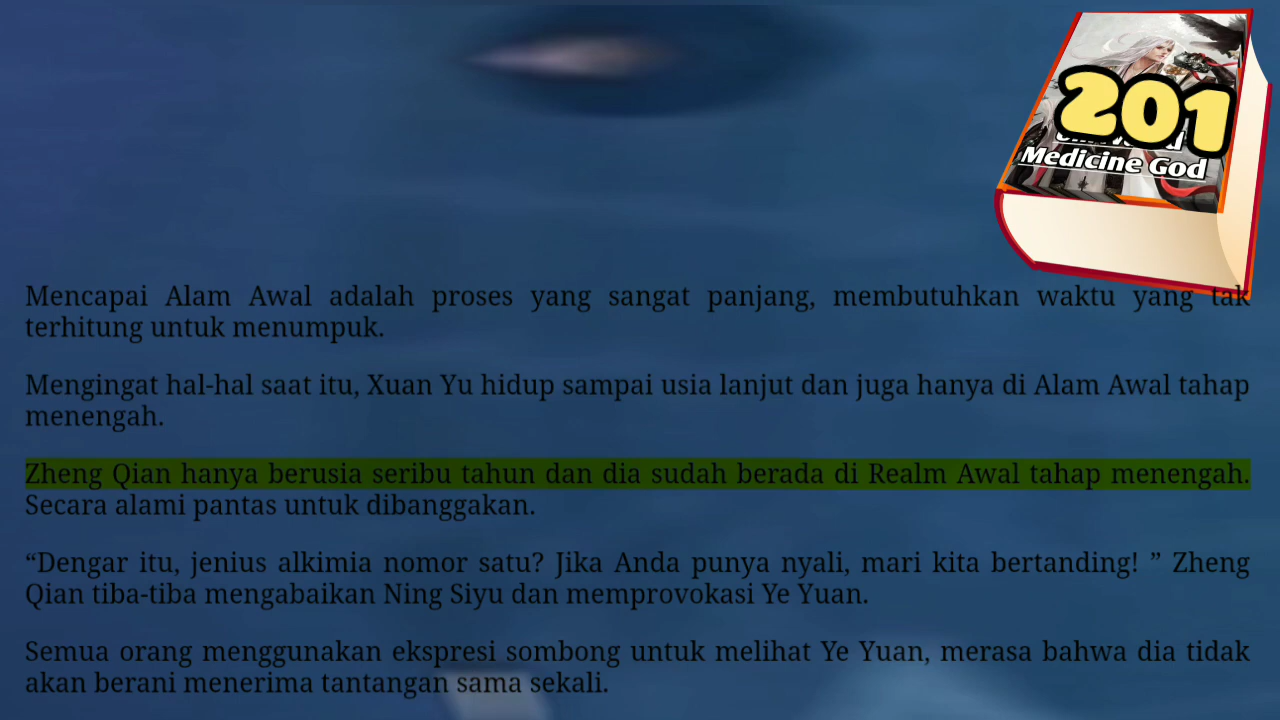 201
Medicine God
Mencapai Alam Awal adalah proses yang sangat panjang, membutuhkan waktu yang tak
terhitung untuk menumpuk.
Mengingat hal-hal saat itu, Xuan Yu hidup sampai usia lanjut dan juga hanya di Alam Awal tahap
menengah.
Zheng Qian hanya berusia seribu tahun dan dia sudah berada di Realm Awal tahap menengah.
Secara alami pantas untuk dibanggakan.
“Dengar itu, jenius alkimia nomor satu? Jika Anda punya nyali, mari kita bertanding! ” Zheng
Qian tiba-tiba mengabaikan Ning Siyu dan memprovokasi Ye Yuan.
Semua orang menggunakan ekspresi sombong untuk melihat Ye Yuan, merasa bahwa dia tidak
akan berani menerima tantangan sama sekali.